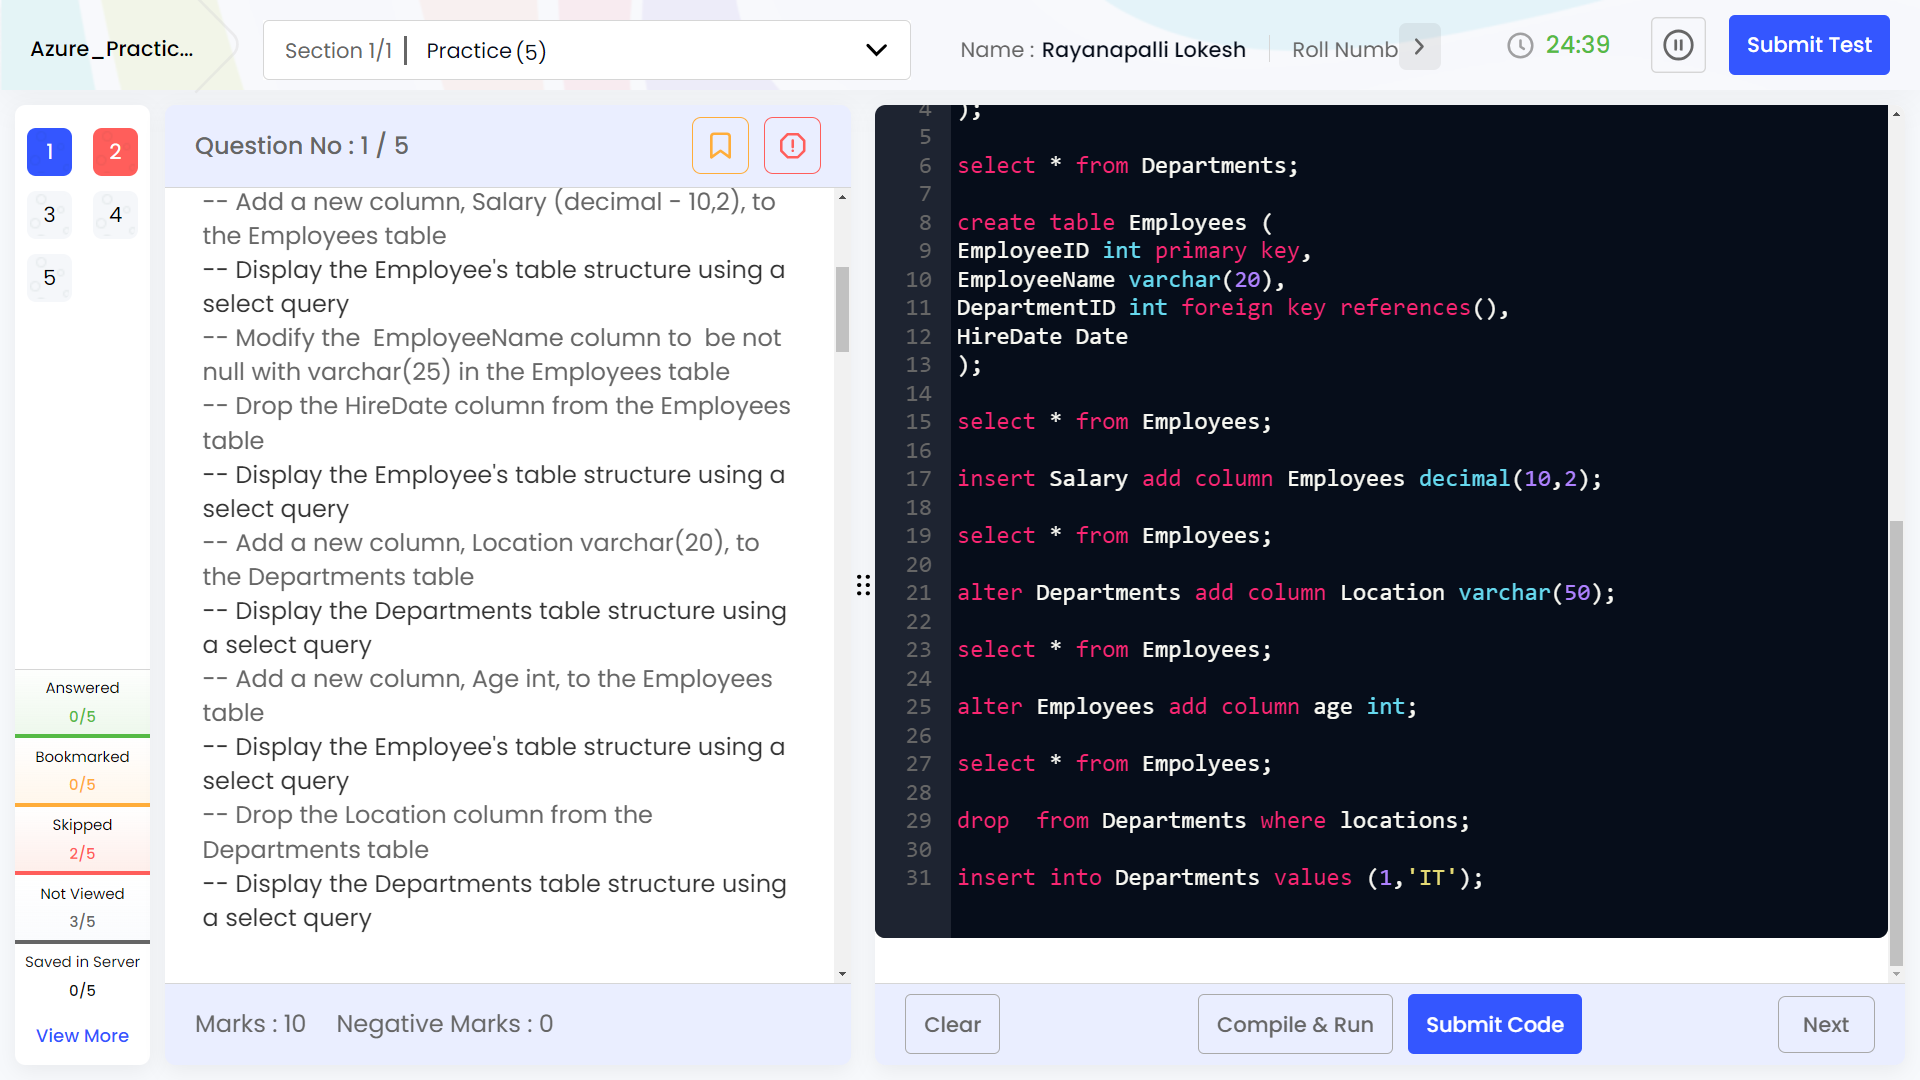 Azure_Practic...
Section 1/1 | Practice (5)
Name : Rayanapalli Lokesh
Roll Numb
24:39
Submit Test
1
2
3
4
5
Answered
0/5
Bookmarked
0/5
Skipped
2/5
Not Viewed
3/5
Saved in Server
0/5
View More
Question No : 1 / 5
-- Add a new column, Salary (decimal - 10,2), to
the Employees table
-- Display the Employee's table structure using a
select query
-- Modify the  EmployeeName column to  be not
null with varchar(25) in the Employees table
-- Drop the HireDate column from the Employees
table
-- Display the Employee's table structure using a
select query
-- Add a new column, Location varchar(20), to
the Departments table
-- Display the Departments table structure using
a select query
-- Add a new column, Age int, to the Employees
table
-- Display the Employee's table structure using a
select query
-- Drop the Location column from the
Departments table
-- Display the Departments table structure using
a select query
Marks : 10
Negative Marks : 0
4 );
5
6 select * from Departments;
7
8 create table Employees (
9 EmployeeID int primary key,
10 EmployeeName varchar(20),
11 DepartmentID int foreign key references(),
12 HireDate Date
13 );
14
15 select * from Employees;
16
17 insert Salary add column Employees decimal(10,2);
18
19 select * from Employees;
20
21 alter Departments add column Location varchar(50);
22
23 select * from Employees;
24
25 alter Employees add column age int;
26
27 select * from Empolyees;
28
29 drop  from Departments where locations;
30
31 insert into Departments values (1,'IT');
Clear
Compile & Run
Submit Code
Next